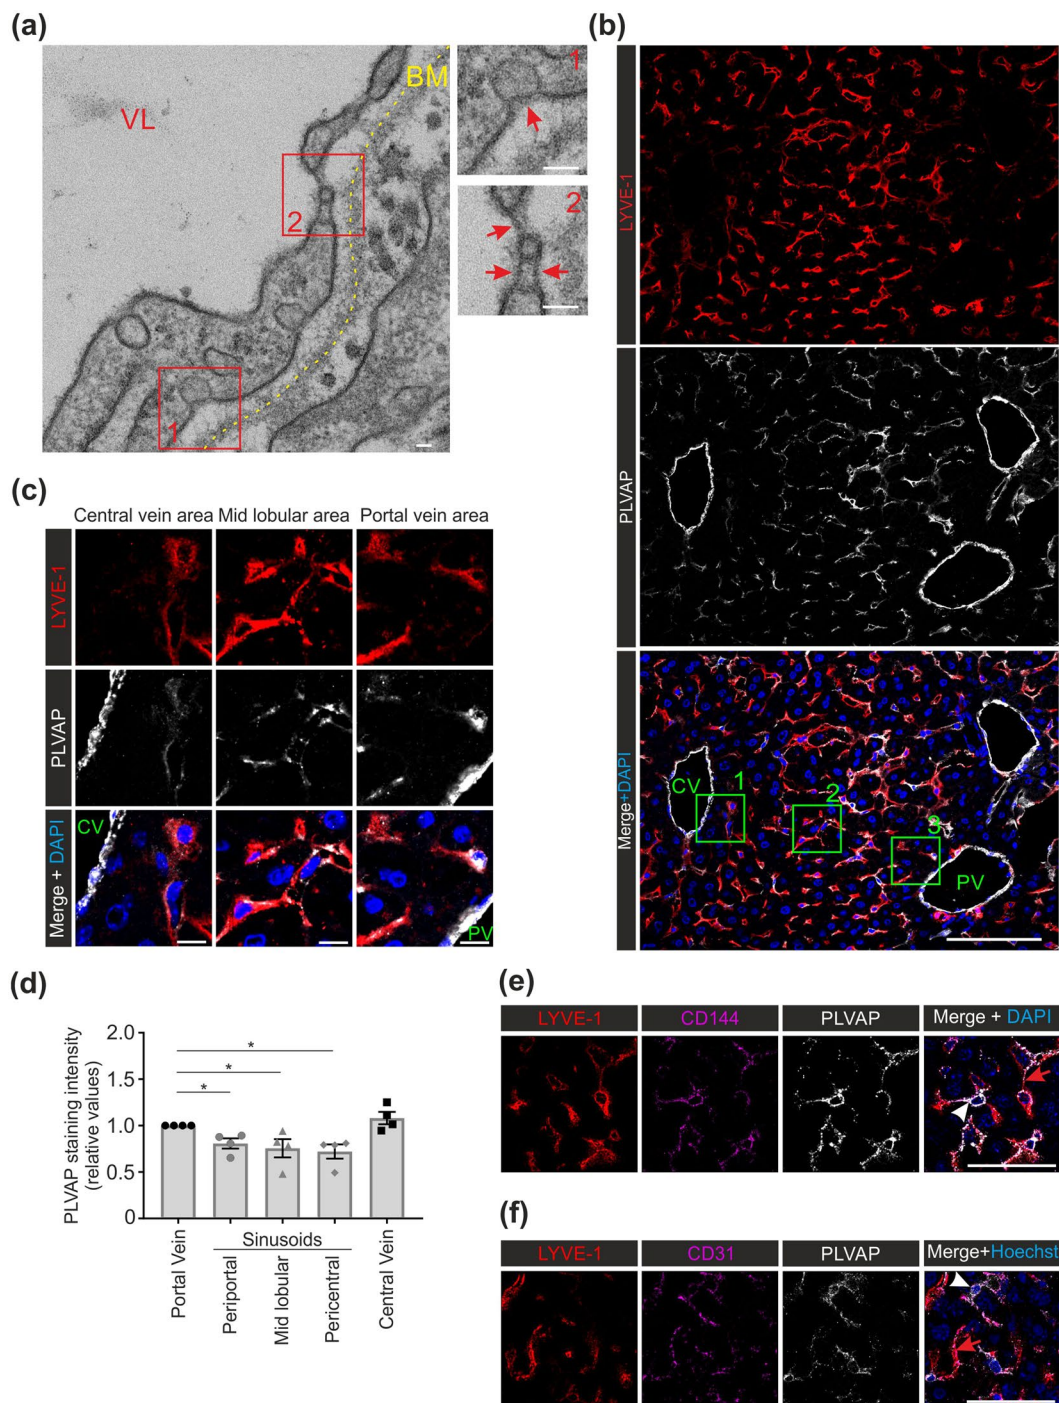 (a)
VL
BM
1
2
1
2
(b)
LYVE-1
PLVAP
Merge+DAPI
CV
1
2
3
PV
(c)
Central vein area Mid lobular area Portal vein area
LYVE-1
PLVAP
Merge + DAPI
CV
PV
(d)
PLVAP staining intensity
(relative values)
2.0
1.5
1.0
0.5
0
*
*
*
Portal Vein
Periportal
Mid lobular
Pericentral
Central Vein
Sinusoids
(e)
LYVE-1 CD144 PLVAP Merge + DAPI
(f)
LYVE-1 CD31 PLVAP Merge+Hoechst